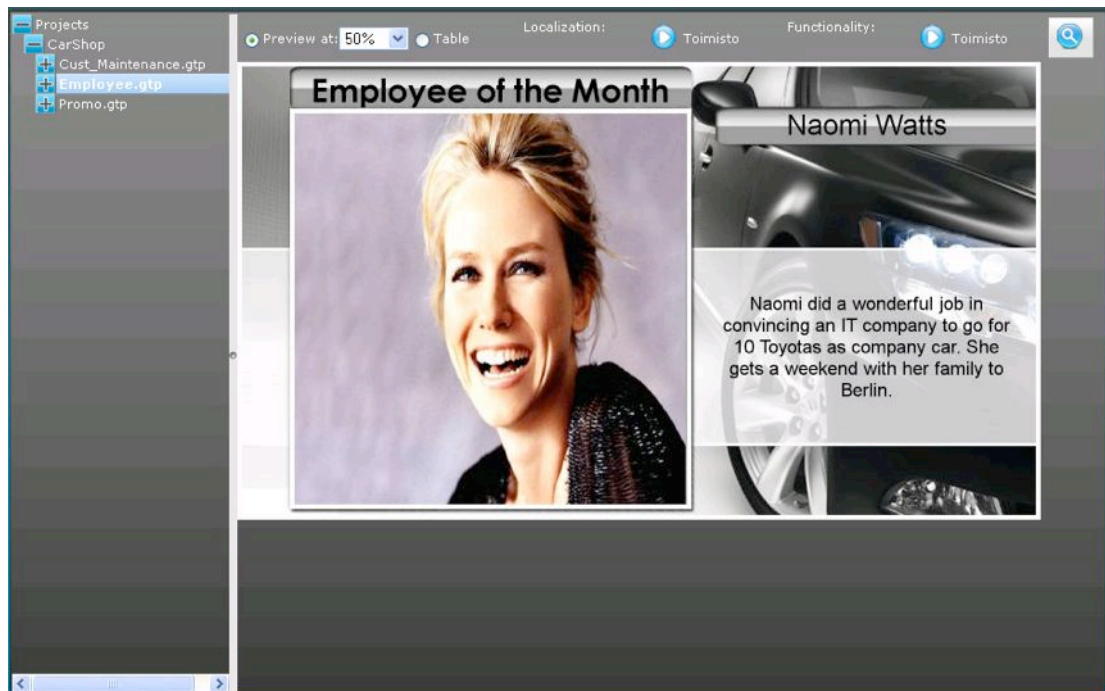 Projects
CarShop
Cust_Maintenance.gtp
Employee.gtp
Promo.gtp
Preview at: 50% Table
Localization:
Toimisto
Functionality:
Toimisto
Employee of the Month
Naomi Watts
Naomi did a wonderful job in
convincing an IT company to go for
10 Toyotas as company car. She
gets a weekend with her family to
Berlin.